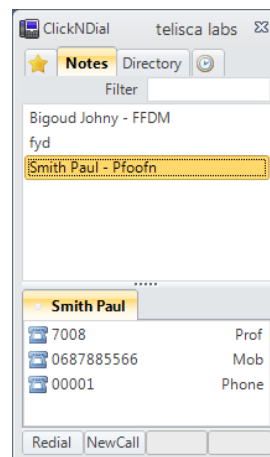 ClickNDial telisca labs
Notes Directory
Filter
Bigoud Johny - FFDM
fyd
Smith Paul - Pfoofn
Smith Paul
7008 Prof
0687885566 Mob
00001 Phone
Redial NewCall